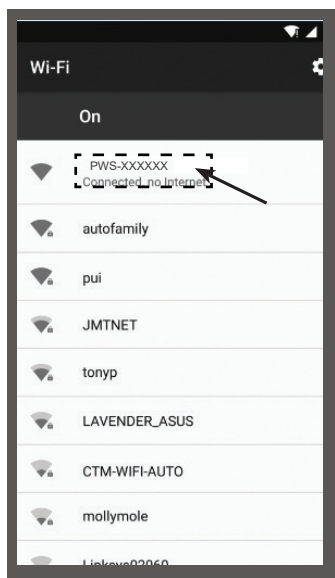 Wi-Fi
On
PWS-XXXXXX
Connected, no Internet
autofamily
pui
JMTNET
tonyp
LAVENDER_ASUS
CTM-WIFI-AUTO
mollymole